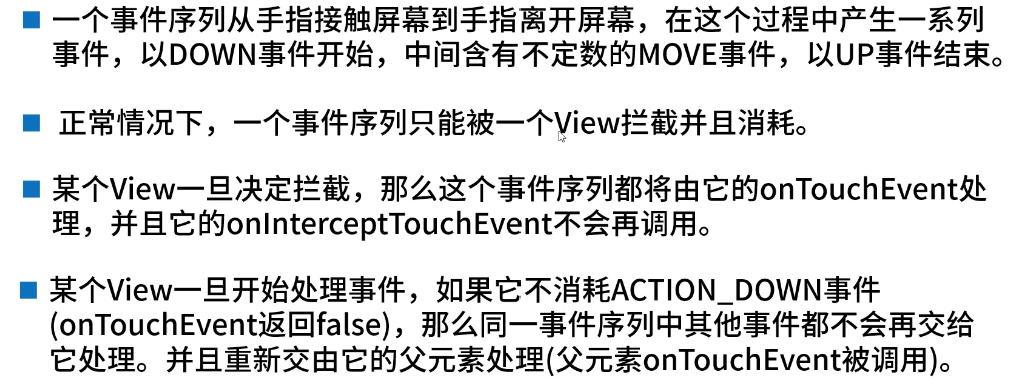 一个事件序列从手指接触屏幕到手指离开屏幕，在这个过程中产生一系列
事件，以DOWN事件开始，中间含有不定数的MOVE事件，以UP事件结束。
正常情况下，一个事件序列只能被一个View拦截并且消耗。
某个View一旦决定拦截，那么这个事件序列都将由它的onTouchEvent处
理，并且它的onInterceptTouchEvent不会再调用。
某个View一旦开始处理事件，如果它不消耗ACTION_DOWN事件
(onTouchEvent返回false)，那么同一事件序列中其他事件都不会再交给
它处理。并且重新交由它的父元素处理(父元素onTouchEvent被调用)。